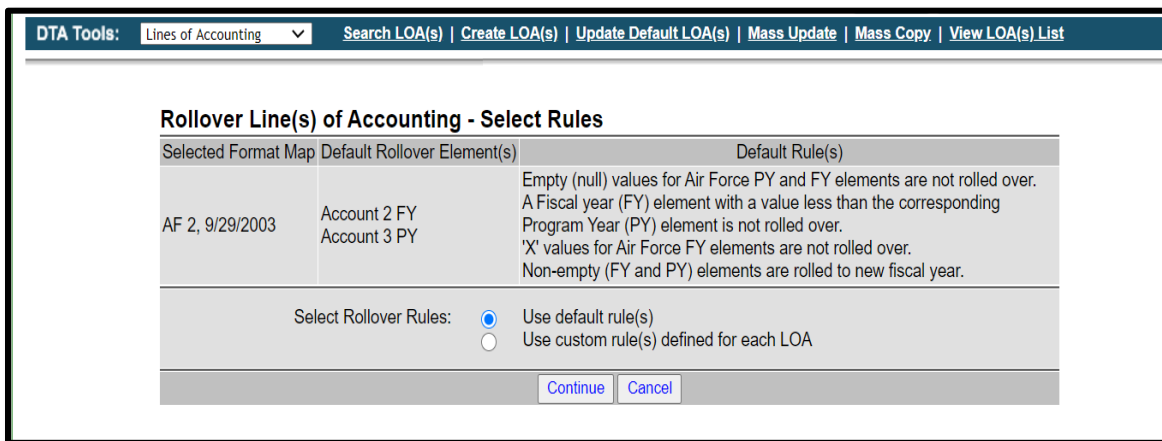 DTA Tools: Lines of Accounting Search LOA(s) | Create LOA(s) | Update Default LOA(s) | Mass Update | Mass Copy | View LOA(s) List
Rollover Line(s) of Accounting - Select Rules
Selected Format Map Default Rollover Element(s) Default Rule(s)
AF 2, 9/29/2003
Account 2 FY
Account 3 PY
Empty (null) values for Air Force PY and FY elements are not rolled over.
A Fiscal year (FY) element with a value less than the corresponding
Program Year (PY) element is not rolled over.
'X' values for Air Force FY elements are not rolled over.
Non-empty (FY and PY) elements are rolled to new fiscal year.
Select Rollover Rules: Use default rule(s)
Use custom rule(s) defined for each LOA
Continue Cancel